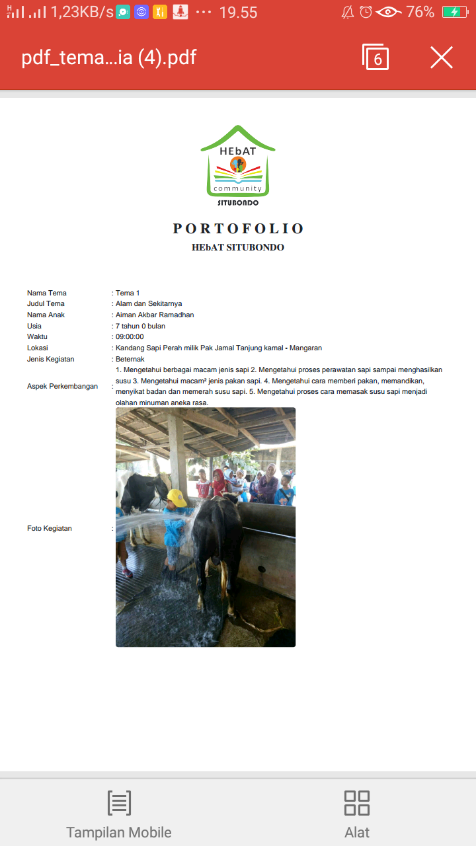 1,23KB/s ··· 19.55 76%
pdf_tema...ia (4).pdf 6
HEbAT
community
SITUBONDO
PORTOFOLIO
HEbAT SITUBONDO
Nama Tema : Tema 1
Judul Tema : Alam dan Sekitarnya
Nama Anak : Aiman Akbar Ramadhan
Usia : 7 tahun 0 bulan
Waktu : 09:00:00
Lokasi : Kandang Sapi Perah milik Pak Jamal Tanjung kamal - Mangaran
Jenis Kegiatan : Beternak
Aspek Perkembangan : 1. Mengetahui berbagai macam jenis sapi 2. Mengetahui proses perawatan sapi sampai menghasilkan
susu 3. Mengetahui macam² jenis pakan sapi. 4. Mengetahui cara memberi pakan, memandikan,
menyikat badan dan memerah susu sapi. 5. Mengetahui proses cara memasak susu sapi menjadi
olahan minuman aneka rasa.
Foto Kegiatan :
Tampilan Mobile Alat